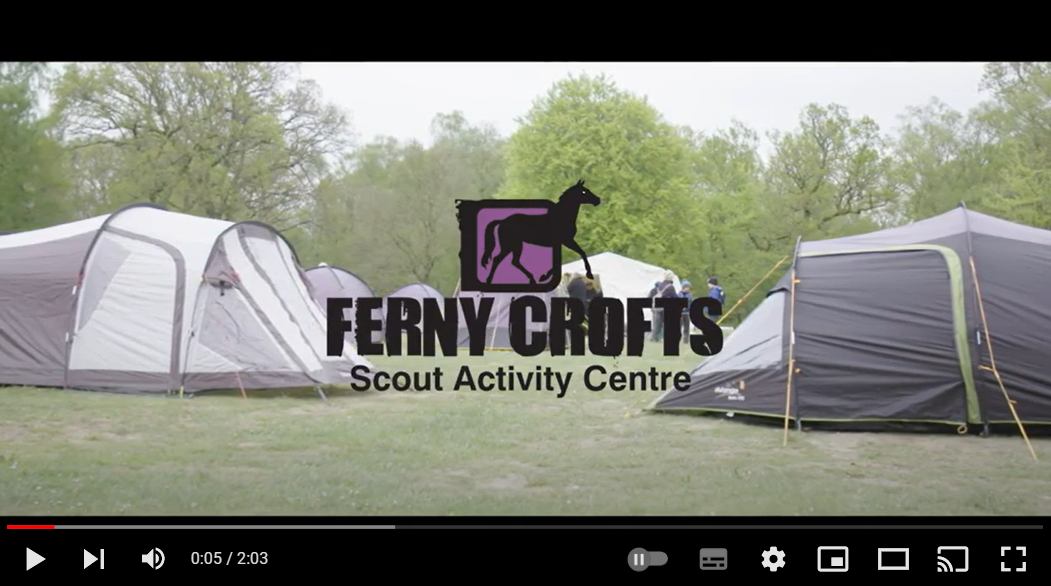 FERNY CROFTS
Scout Activity Centre
0:05 / 2:03